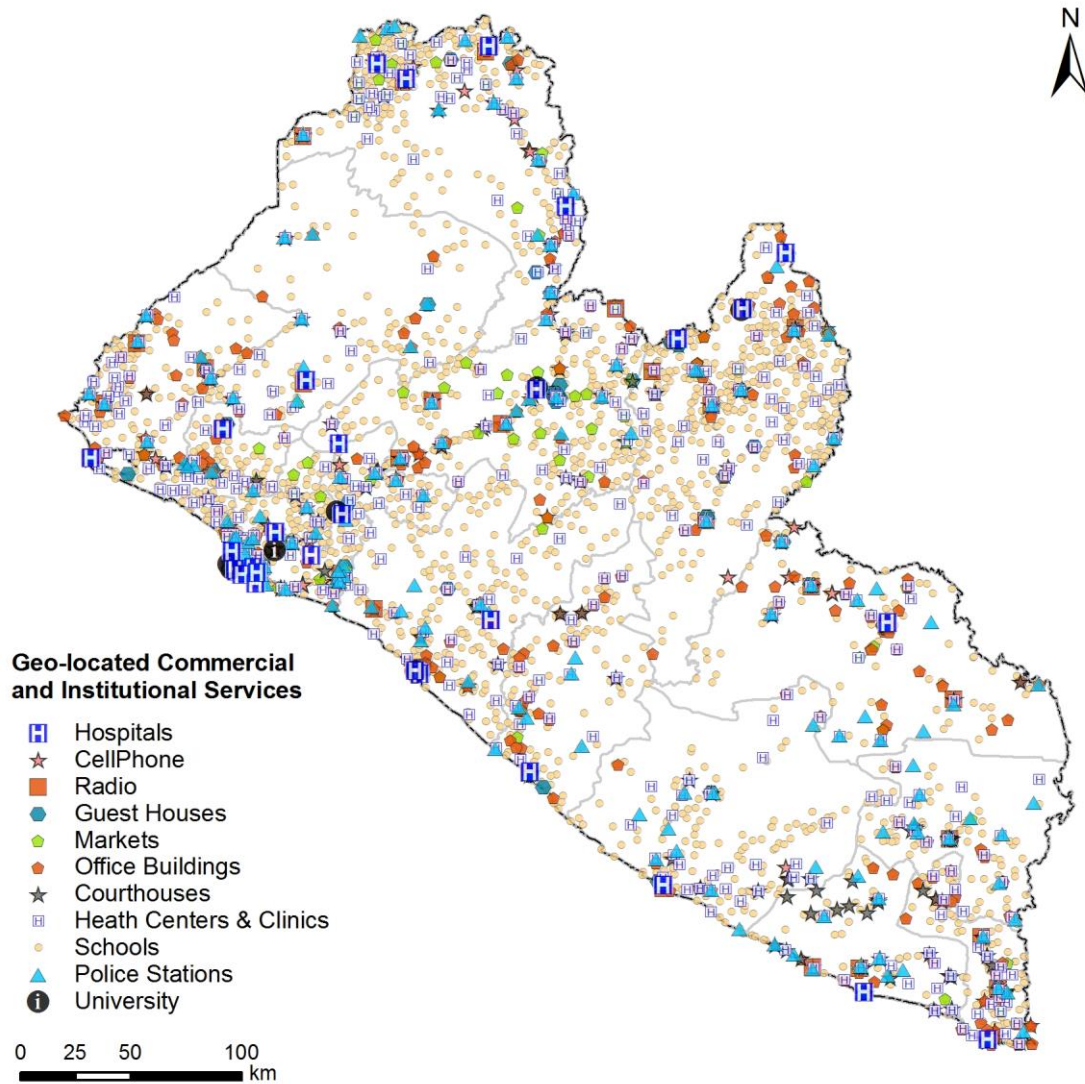 N
Geo-located Commercial
and Institutional Services
Hospitals
CellPhone
Radio
Guest Houses
Markets
Office Buildings
Courthouses
Heath Centers & Clinics
Schools
Police Stations
University
0 25 50 100
km